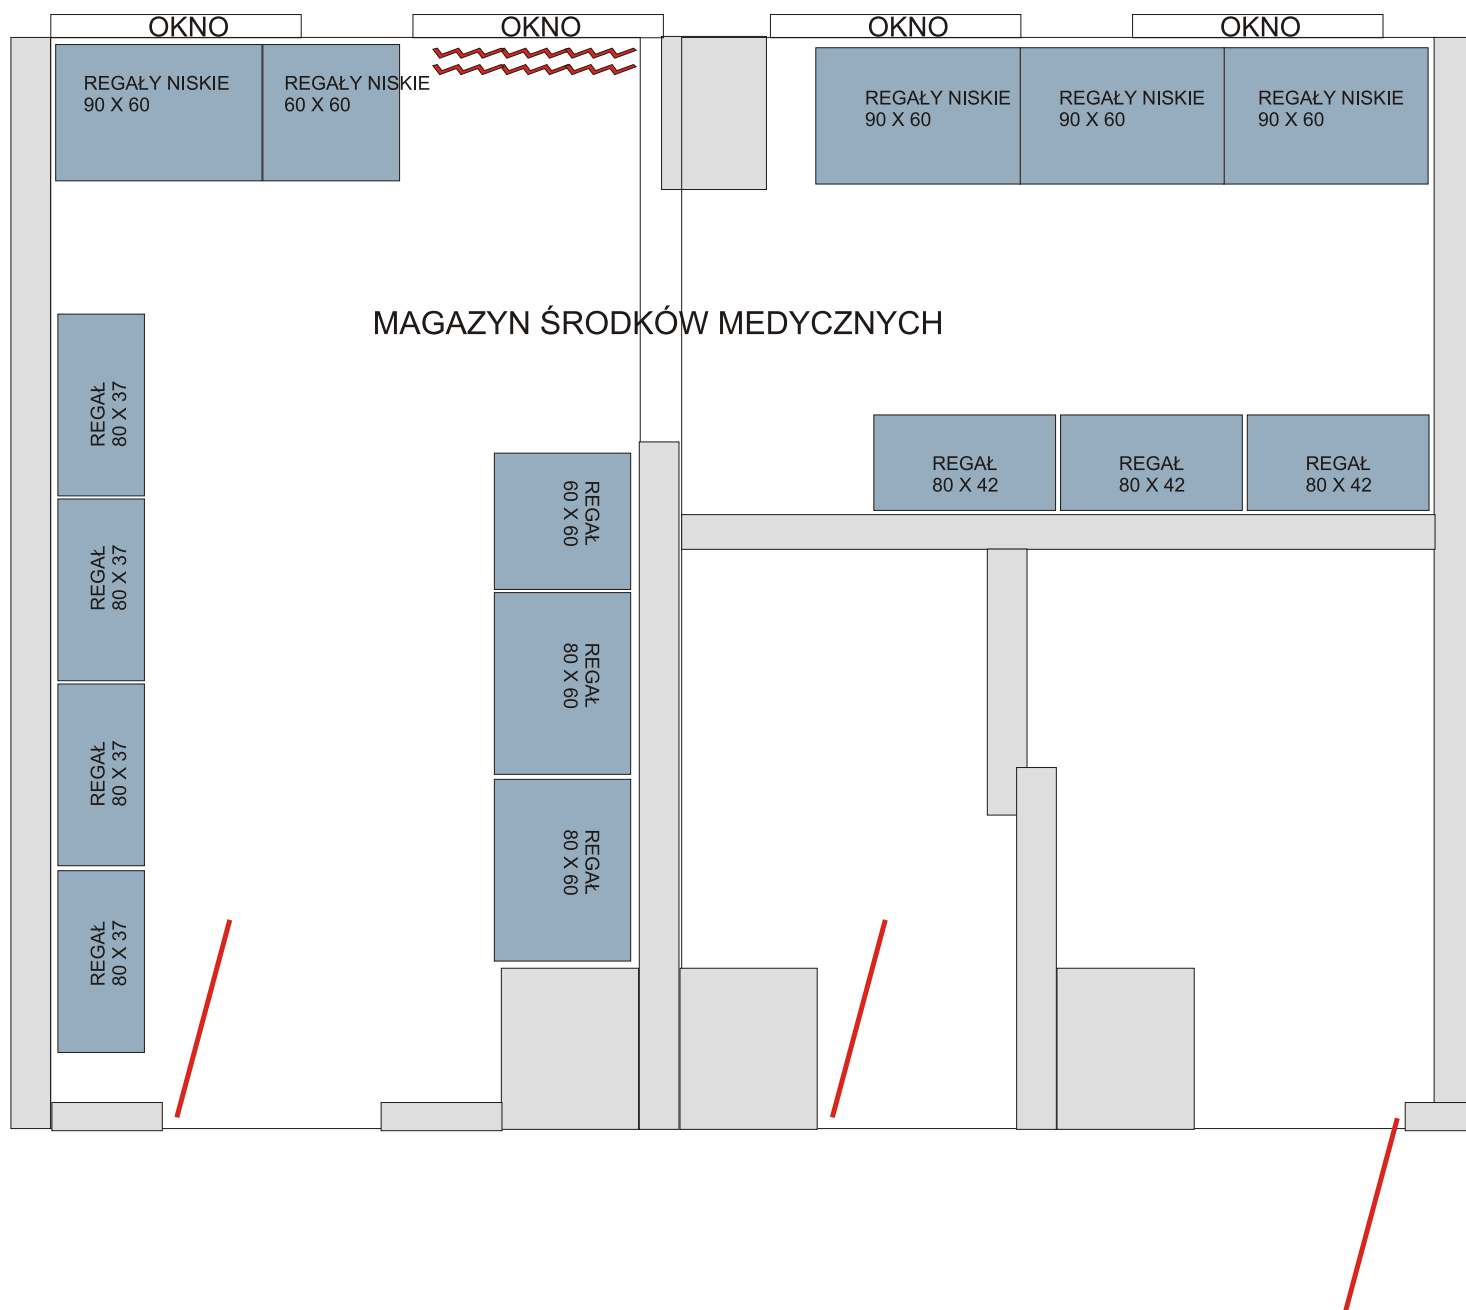 OKNO
OKNO
OKNO
OKNO
REGAŁY NISKIE
90 X 60
REGAŁY NISKIE
60 X 60
REGAŁY NISKIE
90 X 60
REGAŁY NISKIE
90 X 60
REGAŁY NISKIE
90 X 60
MAGAZYN ŚRODKÓW MEDYCZNYCH
REGAŁ
80 X 37
REGAŁ
80 X 37
REGAŁ
80 X 37
REGAŁ
80 X 37
REGAŁ
60 X 60
REGAŁ
80 X 60
REGAŁ
80 X 60
REGAŁ
80 X 42
REGAŁ
80 X 42
REGAŁ
80 X 42